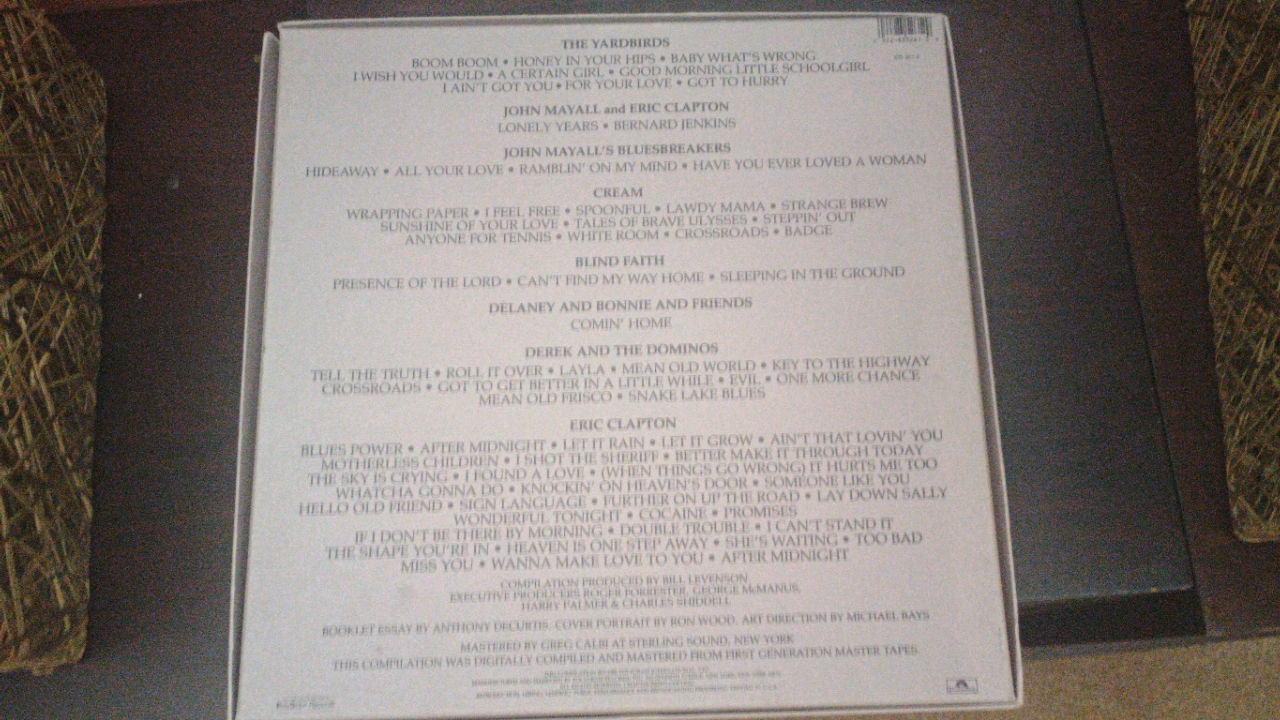 THE YARDBIRDS
BOOM BOOM • HONEY IN YOUR HIPS • BABY WHAT'S WRONG
I WISH YOU WOULD • A CERTAIN GIRL • GOOD MORNING LITTLE SCHOOLGIRL
I AIN'T GOT YOU • FOR YOUR LOVE • GOT TO HURRY
JOHN MAYALL and ERIC CLAPTON
LONELY YEARS • BERNARD JENKINS
JOHN MAYALL'S BLUESBREAKERS
HIDEAWAY • ALL YOUR LOVE • RAMBLIN' ON MY MIND • HAVE YOU EVER LOVED A WOMAN
CREAM
WRAPPING PAPER • I FEEL FREE • SPOONFUL • LAWDY MAMA • STRANGE BREW
SUNSHINE OF YOUR LOVE • TALES OF BRAVE ULYSSES • STEPPIN' OUT
ANYONE FOR TENNIS • WHITE ROOM • CROSSROADS • BADGE
BLIND FAITH
PRESENCE OF THE LORD • CAN'T FIND MY WAY HOME • SLEEPING IN THE GROUND
DELANEY AND BONNIE AND FRIENDS
COMIN' HOME
DEREK AND THE DOMINOS
TELL THE TRUTH • ROLL IT OVER • LAYLA • MEAN OLD WORLD • KEY TO THE HIGHWAY
CROSSROADS • GOT TO GET BETTER IN A LITTLE WHILE • EVIL • ONE MORE CHANCE
MEAN OLD FRISCO • SNAKE LAKE BLUES
ERIC CLAPTON
BLUES POWER • AFTER MIDNIGHT • LET IT RAIN • LET IT GROW • AIN'T THAT LOVIN' YOU
MOTHERLESS CHILDREN • I SHOT THE SHERIFF • BETTER MAKE IT THROUGH TODAY
THE SKY IS CRYING • I FOUND A LOVE • (WHEN THINGS GO WRONG) IT HURTS ME TOO
WHATCHA GONNA DO • KNOCKIN' ON HEAVEN'S DOOR • SOMEONE LIKE YOU
HELLO OLD FRIEND • SIGN LANGUAGE • FURTHER ON UP THE ROAD • LAY DOWN SALLY
WONDERFUL TONIGHT • COCAINE • PROMISES
IF I DON'T BE THERE BY MORNING • DOUBLE TROUBLE • I CAN'T STAND IT
THE SHAPE YOU'RE IN • HEAVEN IS ONE STEP AWAY • SHE'S WAITING • TOO BAD
MISS YOU • WANNA MAKE LOVE TO YOU • AFTER MIDNIGHT
COMPILATION PRODUCED BY BILL LEVENSON
EXECUTIVE PRODUCERS ROGER FORRESTER, GEORGE McMANUS,
HARRY PALMER & CHARLES SHIDDELL
BOOKLET ESSAY BY ANTHONY DECURTIS. COVER PORTRAIT BY RON WOOD. ART DIRECTION BY MICHAEL BAYS
MASTERED BY GREG CALBI AT STERLING SOUND, NEW YORK
THIS COMPILATION WAS DIGITALLY COMPILED AND MASTERED FROM FIRST GENERATION MASTER TAPES.